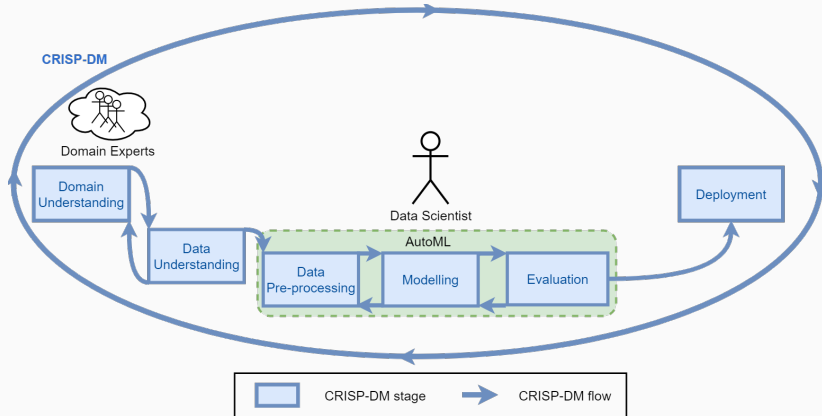 CRISP-DM
Domain Experts
Domain
Understanding
Data
Understanding
Data Scientist
AutoML
Data
Pre-processing
Modelling
Evaluation
Deployment
CRISP-DM stage
CRISP-DM flow